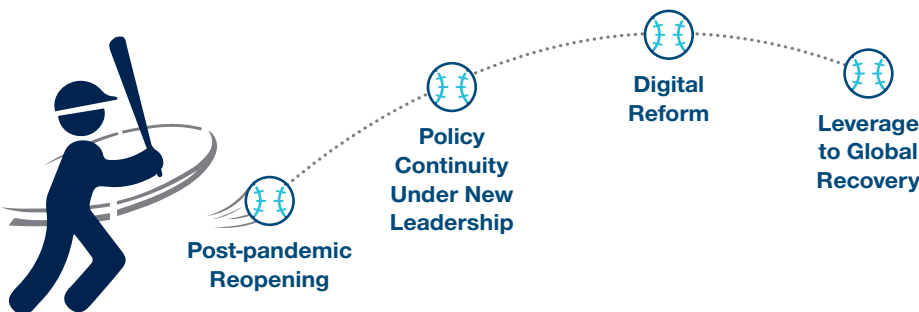 Post-pandemic
Reopening
Policy
Continuity
Under New
Leadership
Digital
Reform
Leverage
to Global
Recovery